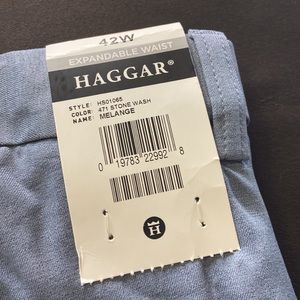 42W
EXPANDABLE WAIST
HAGGAR®
STYLE: HS01065
COLOR: 471 STONE WASH
NAME: MELANGE
0 19783 22992 8
H